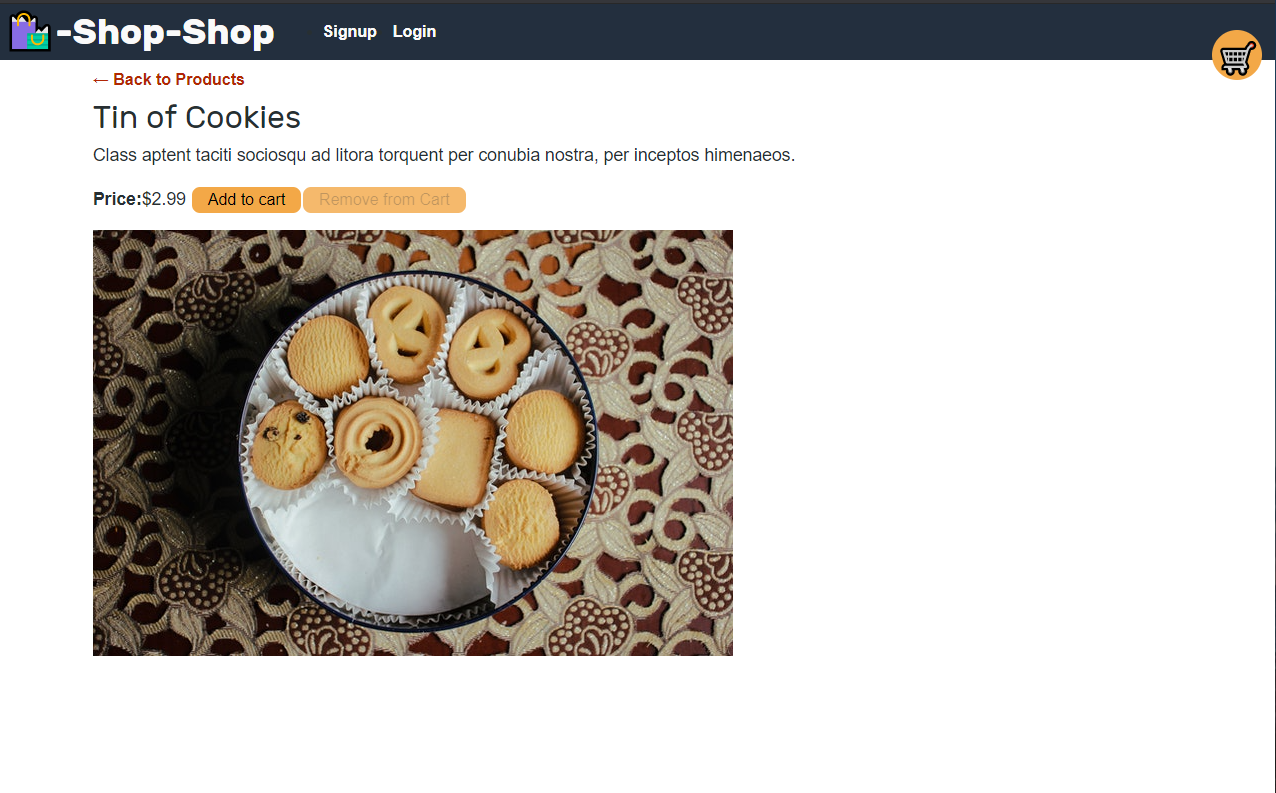 -Shop-Shop Signup Login
← Back to Products
Tin of Cookies
Class aptent taciti sociosqu ad litora torquent per conubia nostra, per inceptos himenaeos.
Price:$2.99 Add to cart Remove from Cart